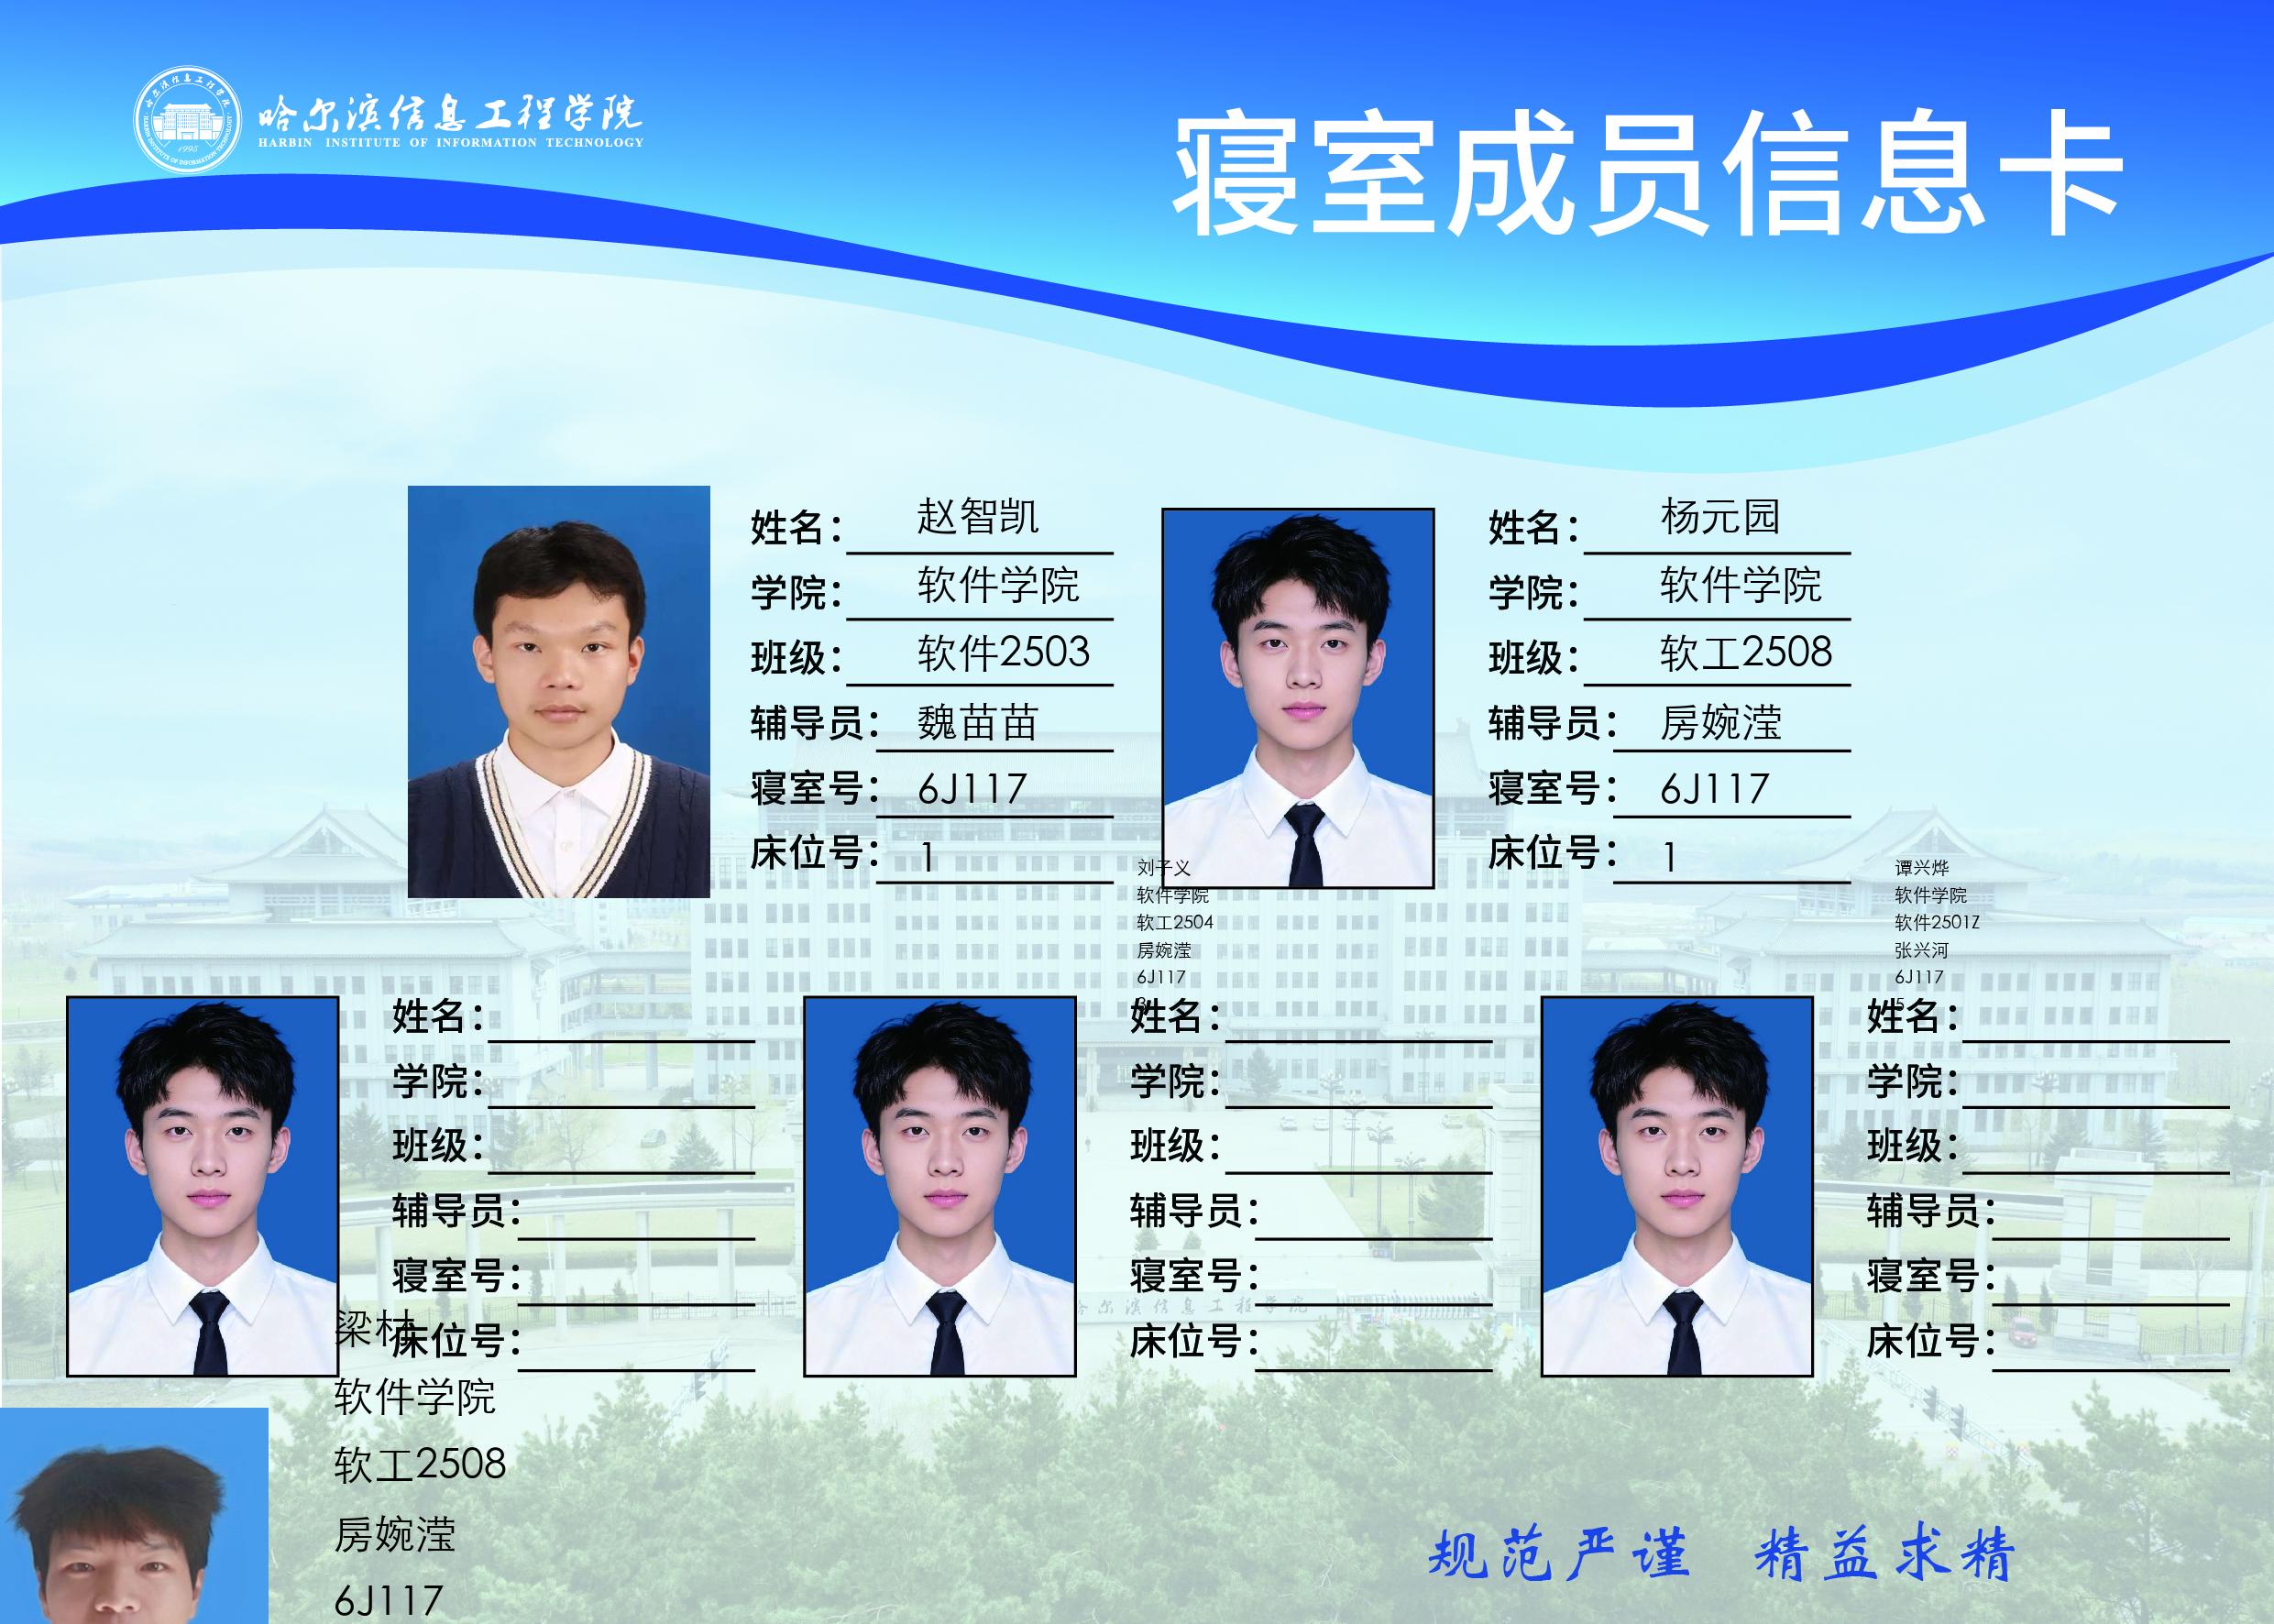 哈尔滨信息工程学院
HARBIN INSTITUTE OF INFORMATION TECHNOLOGY
1995
寝室成员信息卡
姓名： 赵智凯
学院： 软件学院
班级： 软件2503
辅导员： 魏苗苗
寝室号： 6J117
床位号： 1
姓名： 杨元园
学院： 软件学院
班级： 软工2508
辅导员： 房婉滢
寝室号： 6J117
床位号： 1
刘子义
软件学院
软工2504
房婉滢
6J117
3
谭兴烨
软件学院
软件2501Z
张兴河
6J117
5
姓名：
学院：
班级：
辅导员：
寝室号：
床位号：
姓名：
学院：
班级：
辅导员：
寝室号：
床位号：
姓名：
学院：
班级：
辅导员：
寝室号：
床位号：
梁
软件学院
软工2508
房婉滢
6J117
哈尔滨信息工程学院
规范严谨 精益求精